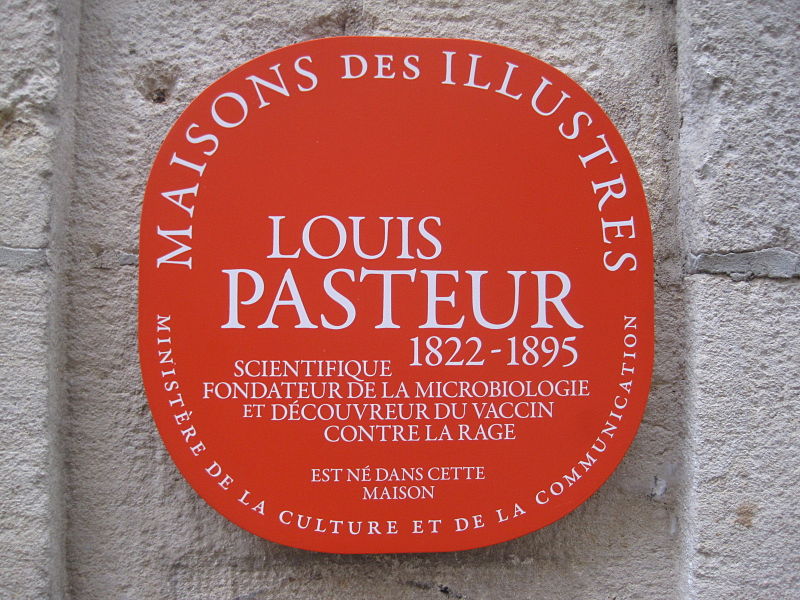 MAISONS DES ILLUSTRES
LOUIS
PASTEUR
1822-1895
SCIENTIFIQUE
FONDATEUR DE LA MICROBIOLOGIE
ET DÉCOUVREUR DU VACCIN
CONTRE LA RAGE
EST NÉ DANS CETTE
MAISON
MINISTÈRE DE LA CULTURE ET DE LA COMMUNICATION